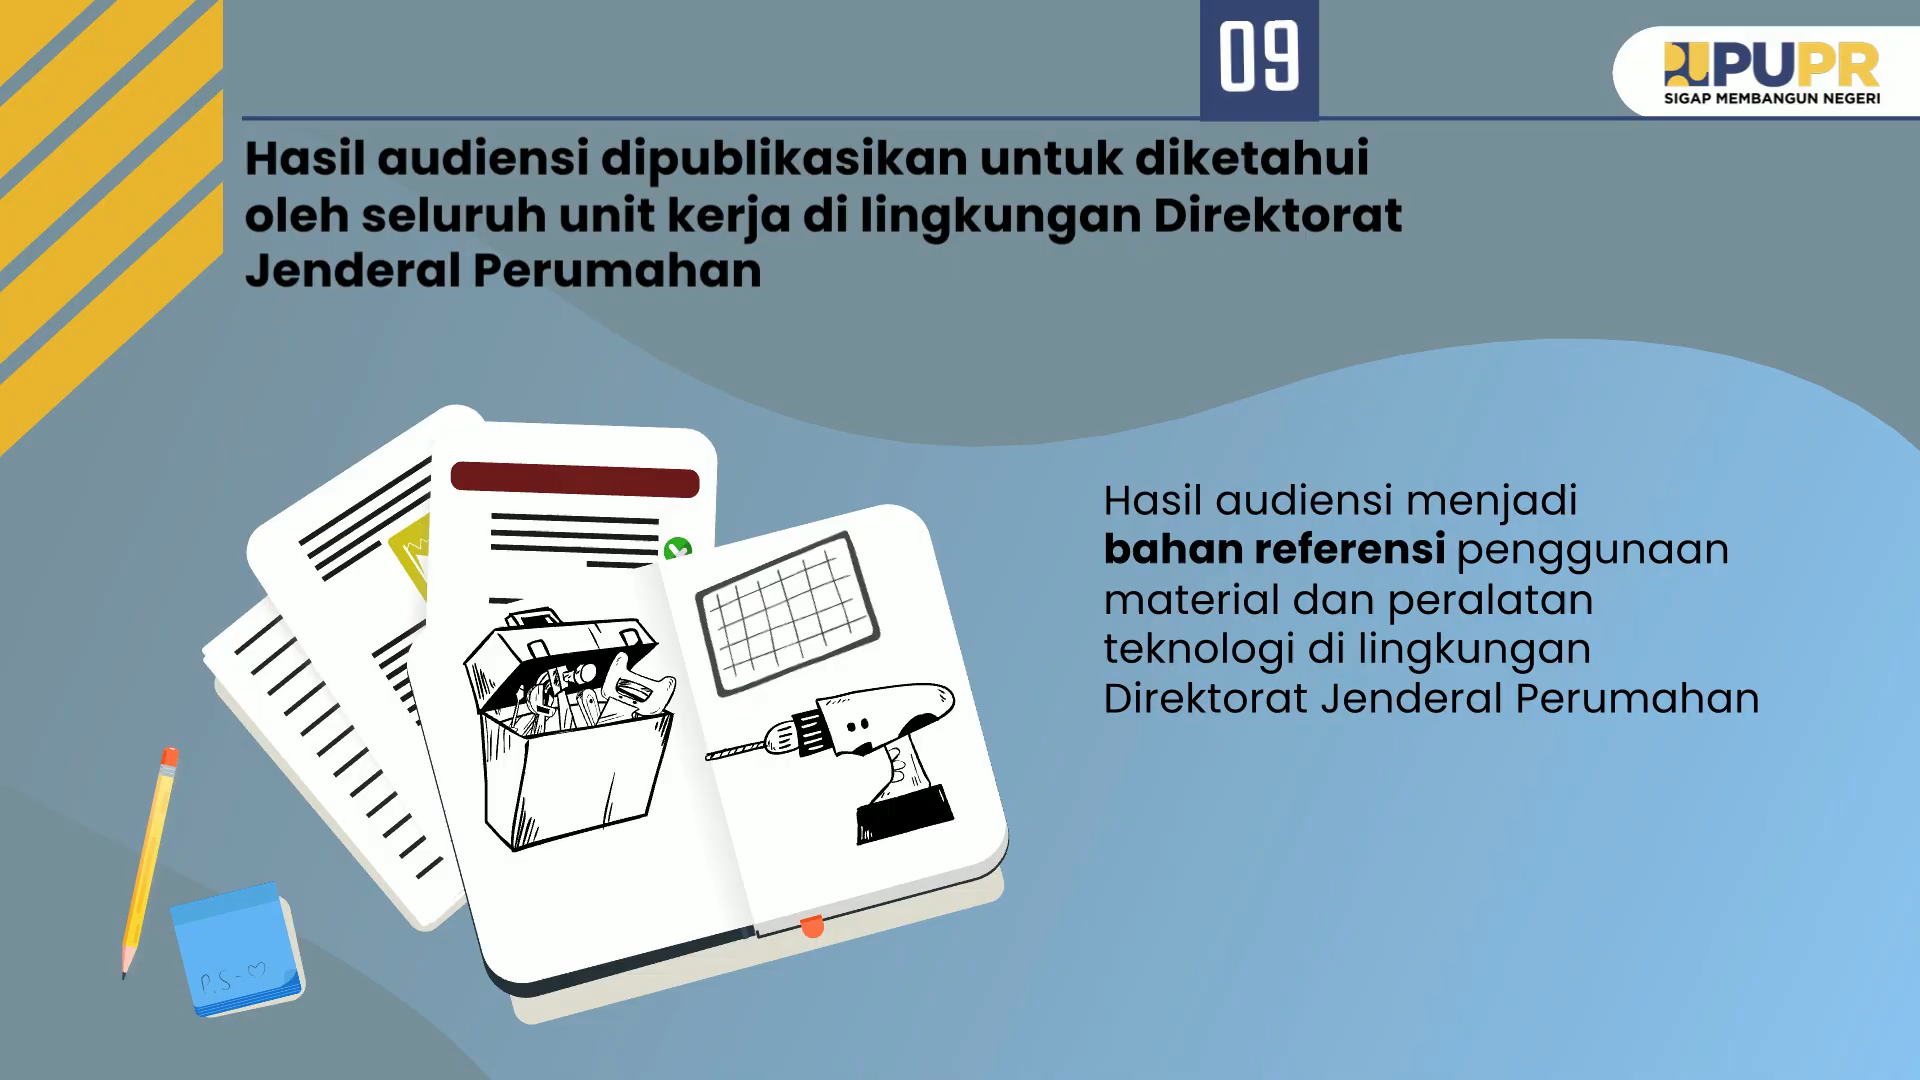 09
PUPR
SIGAP MEMBANGUN NEGERI
Hasil audiensi dipublikasikan untuk diketahui
oleh seluruh unit kerja di lingkungan Direktorat
Jenderal Perumahan
Hasil audiensi menjadi
bahan referensi penggunaan
material dan peralatan
teknologi di lingkungan
Direktorat Jenderal Perumahan
P.S-♡